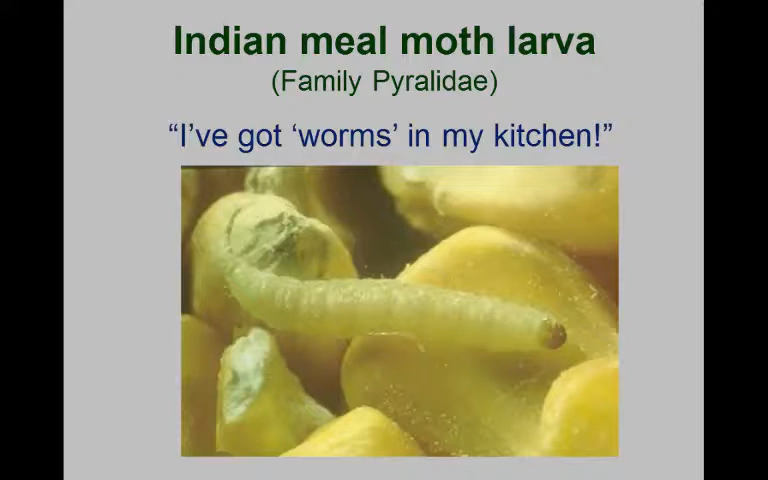 Indian meal moth larva
(Family Pyralidae)
“I’ve got ‘worms’ in my kitchen!”